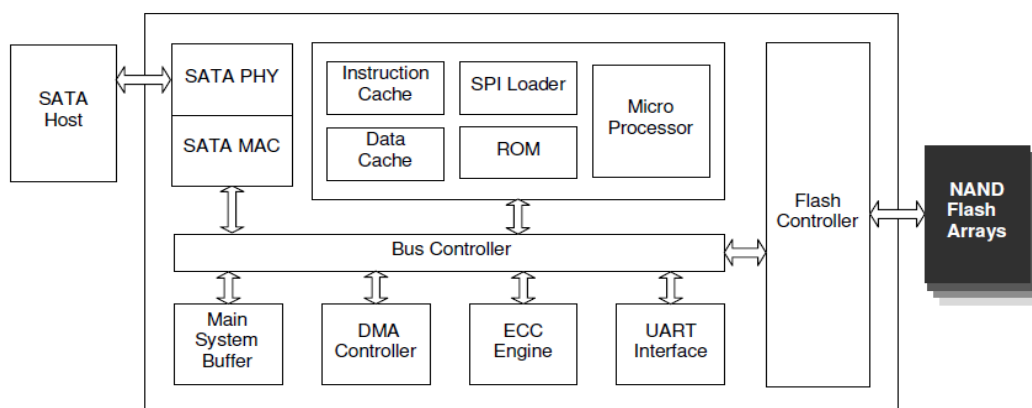 SATA
Host
SATA PHY
SATA MAC
Instruction
Cache
SPI Loader
Data
Cache
ROM
Micro
Processor
Flash
Controller
NAND
Flash
Arrays
Bus Controller
Main
System
Buffer
DMA
Controller
ECC
Engine
UART
Interface